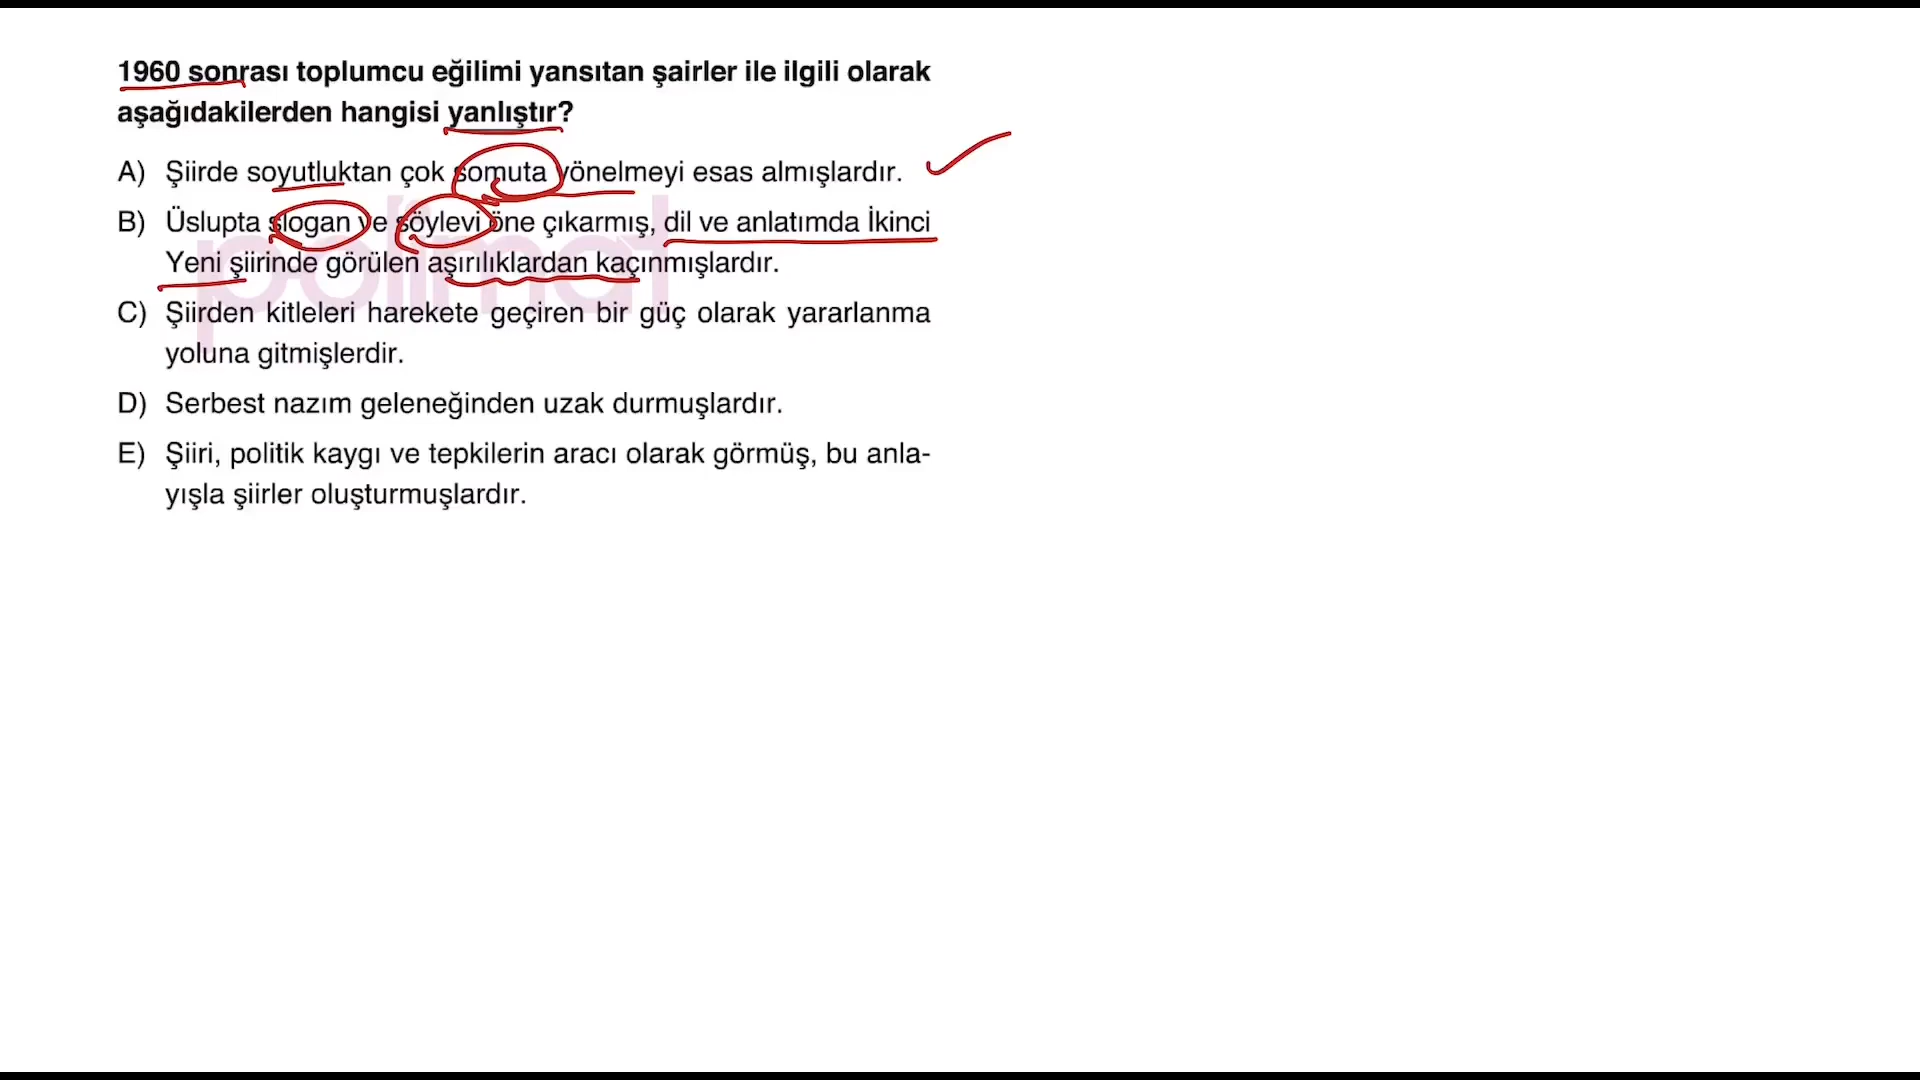 1960 sonrası toplumcu eğilimi yansıtan şairler ile ilgili olarak
aşağıdakilerden hangisi yanlıştır?
A) Şiirde soyutluktan çok somuta yönelmeyi esas almışlardır.
B) Üslupta slogan ve söylevi öne çıkarmış, dil ve anlatımda İkinci
Yeni şiirinde görülen aşırılıklardan kaçınmışlardır.
C) Şiirden kitleleri harekete geçiren bir güç olarak yararlanma
yoluna gitmişlerdir.
D) Serbest nazım geleneğinden uzak durmuşlardır.
E) Şiiri, politik kaygı ve tepkilerin aracı olarak görmüş, bu anla-
yışla şiirler oluşturmuşlardır.
polimat